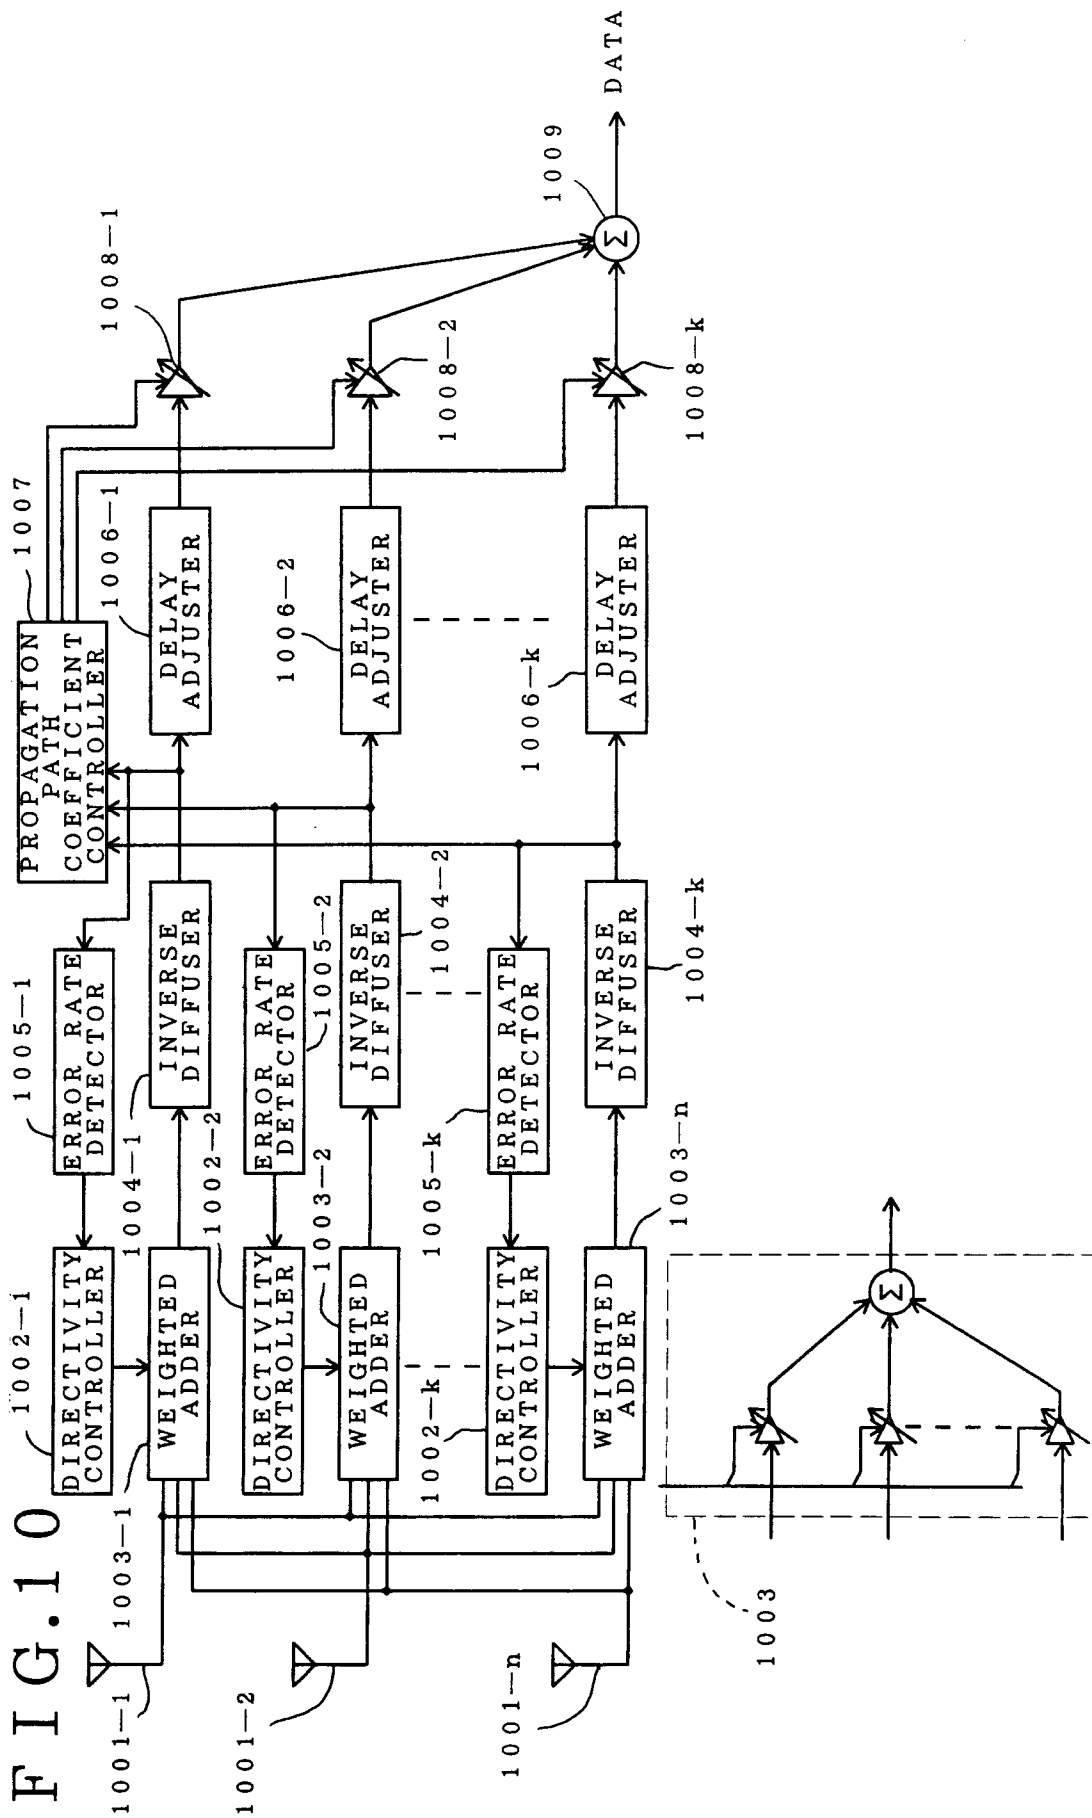 FIG.10
1001-1
1001-2
1001-n
1002-1
DIRECTIVITY
CONTROLLER
1003-1
WEIGHTED
ADDER
1002-2
DIRECTIVITY
CONTROLLER
1003-2
WEIGHTED
ADDER
1002-k
DIRECTIVITY
CONTROLLER
1003-n
WEIGHTED
ADDER
1005-1
ERROR RATE
DETECTOR
1004-1
INVERSE
DIFFUSER
1005-2
ERROR RATE
DETECTOR
1004-2
INVERSE
DIFFUSER
1005-k
ERROR RATE
DETECTOR
1004-k
INVERSE
DIFFUSER
1007
PROPAGATION
PATH
COEFFICIENT
CONTROLLER
1006-1
DELAY
ADJUSTER
1006-2
DELAY
ADJUSTER
1006-k
DELAY
ADJUSTER
1008-1
1008-2
1008-k
1009
Σ
DATA
1003
Σ